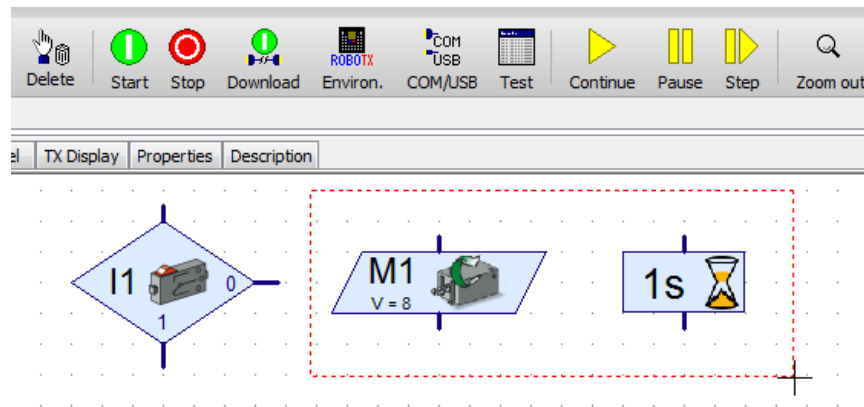 COM
USB
ROBOTX
Delete Start Stop Download Environ. COM/USB Test Continue Pause Step Zoom out
el TX Display Properties Description
I1 0
1
M1
V = 8
1s